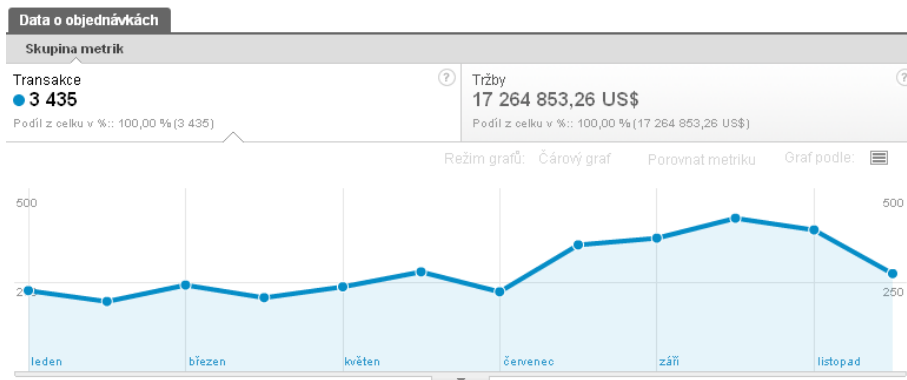 Data o objednávkách
Skupina metrik
Transakce ? Tržby ?
3 435 17 264 853,26 US$
Podíl z celku v %:: 100,00 % (3 435) Podíl z celku v %:: 100,00 % (17 264 853,26 US$)
Režim grafů: Čárový graf Porovnat metriku Graf podle:
500 500
250 250
leden březen květen červenec září listopad